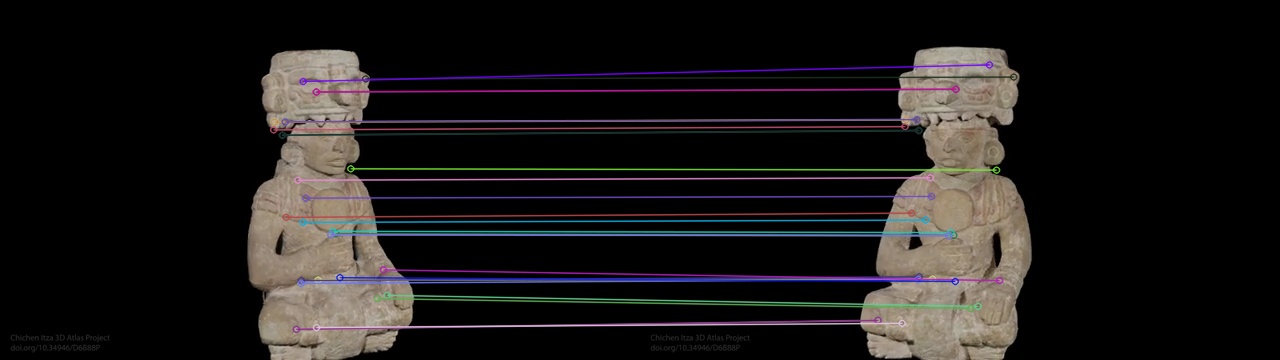 Chichen Itza 3D Atlas Project
doi.org/10.34946/D6B88P
Chichen Itza 3D Atlas Project
doi.org/10.34946/D6B88P